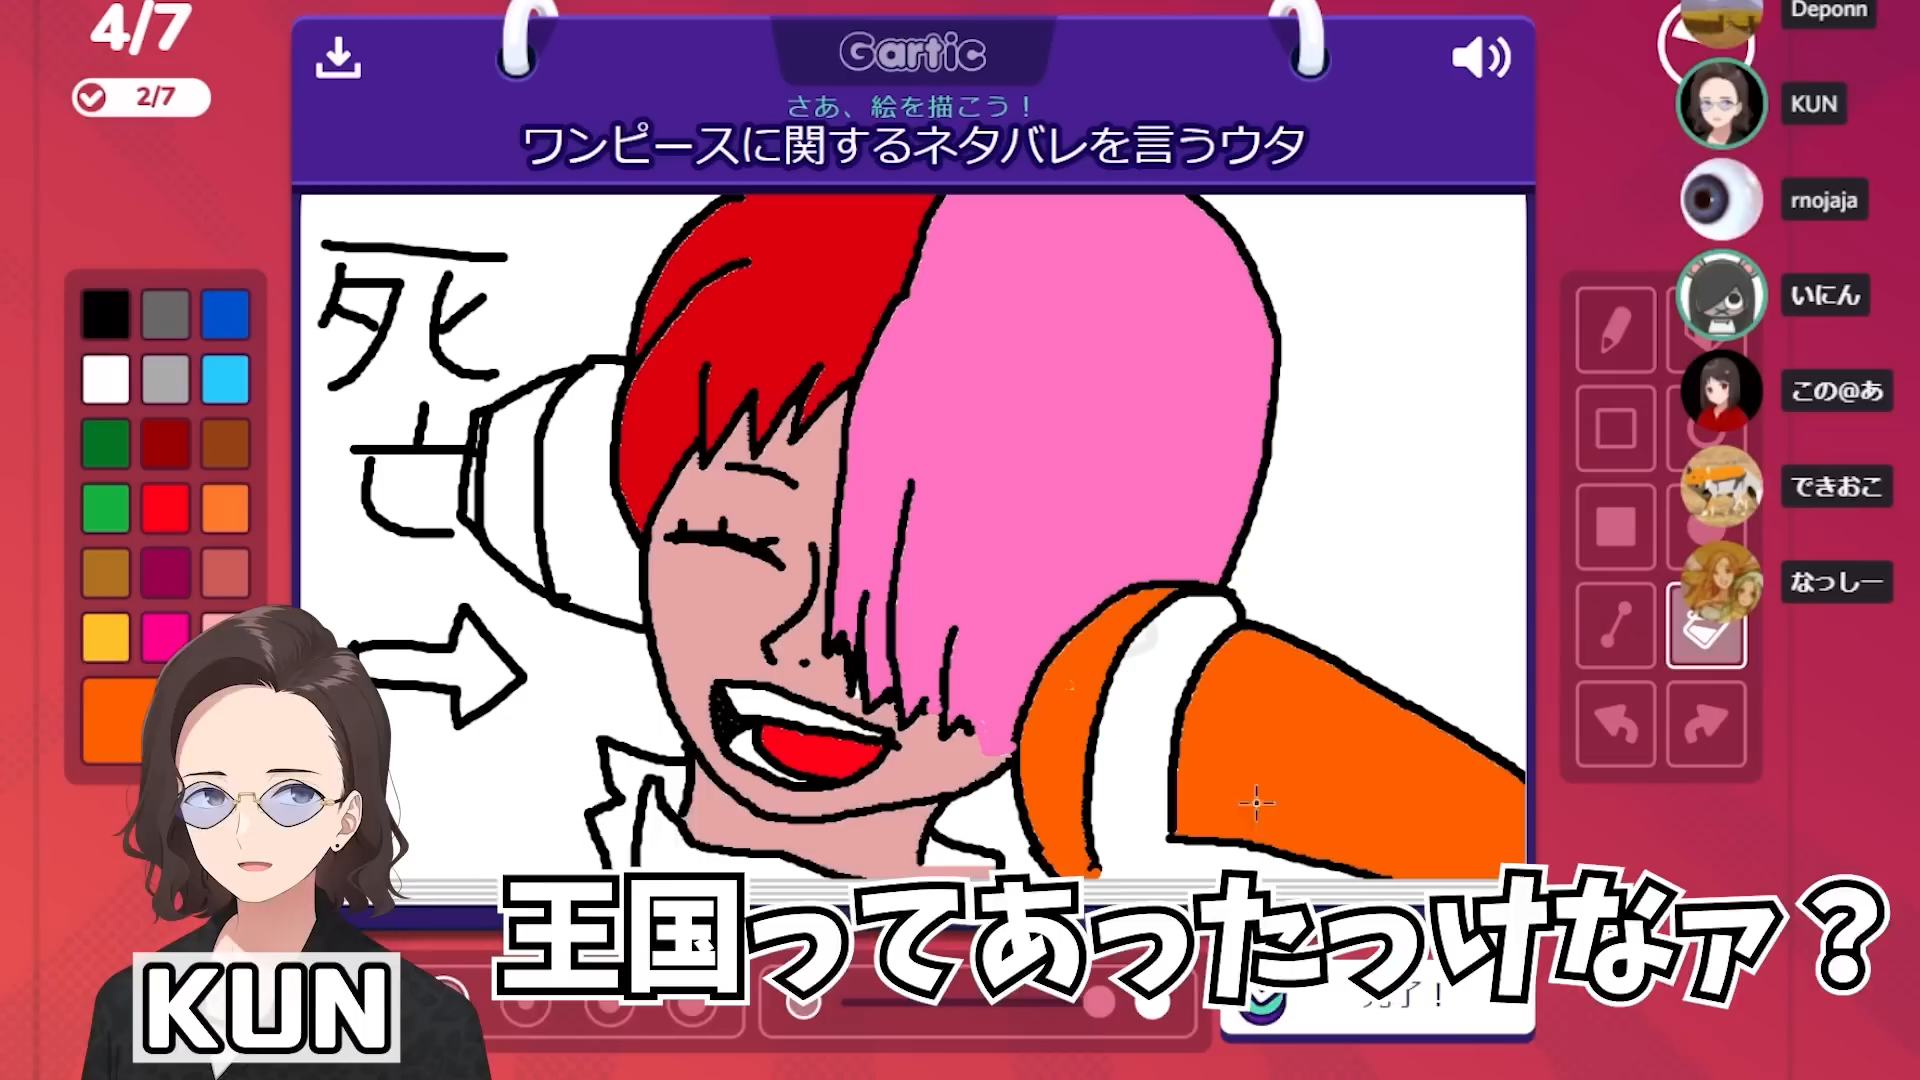 4/7
2/7
Gartic
さあ、絵を描こう！
ワンピースに関するネタバレを言うウタ
死亡
Deponn
KUN
rnojaja
いにん
この@あ
できおこ
なっしー
王国ってあったっけなァ？
完了！
KUN